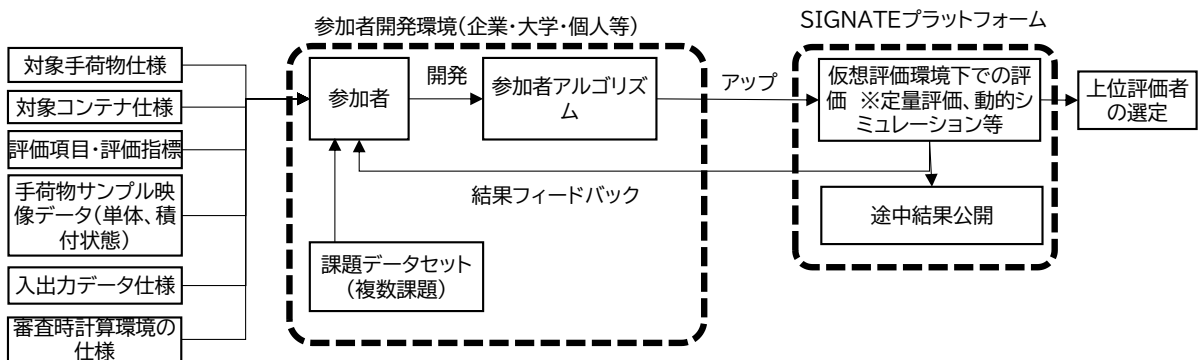 参加者開発環境(企業・大学・個人等)
SIGNATEプラットフォーム
対象手荷物仕様
対象コンテナ仕様
評価項目・評価指標
手荷物サンプル映
像データ(単体、積
付状態)
入出力データ仕様
審査時計算環境の
仕様
参加者
開発
参加者アルゴリズ
ム
アップ
仮想評価環境下での評
価 ※定量評価、動的シ
ミュレーション等
上位評価者
の選定
結果フィードバック
途中結果公開
課題データセット
(複数課題)